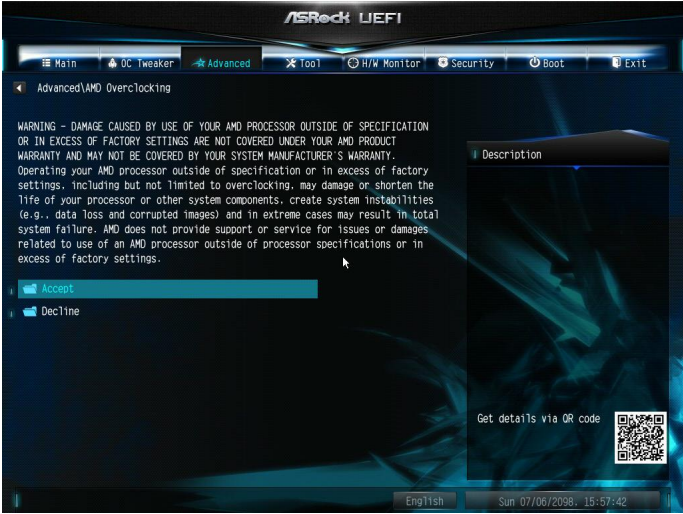 ASRock UEFI
Main OC Tweaker Advanced Tool H/W Monitor Security Boot Exit
Advanced\AMD Overclocking
WARNING - DAMAGE CAUSED BY USE OF YOUR AMD PROCESSOR OUTSIDE OF SPECIFICATION
OR IN EXCESS OF FACTORY SETTINGS ARE NOT COVERED UNDER YOUR AMD PRODUCT
WARRANTY AND MAY NOT BE COVERED BY YOUR SYSTEM MANUFACTURER'S WARRANTY.
Operating your AMD processor outside of specification or in excess of factory
settings, including but not limited to overclocking, may damage or shorten the
life of your processor or other system components, create system instabilities
(e.g., data loss and corrupted images) and in extreme cases may result in total
system failure. AMD does not provide support or service for issues or damages
related to use of an AMD processor outside of processor specifications or in
excess of factory settings.
Accept
Decline
Description
Get details via QR code
English
Sun 07/06/2098, 15:57:42